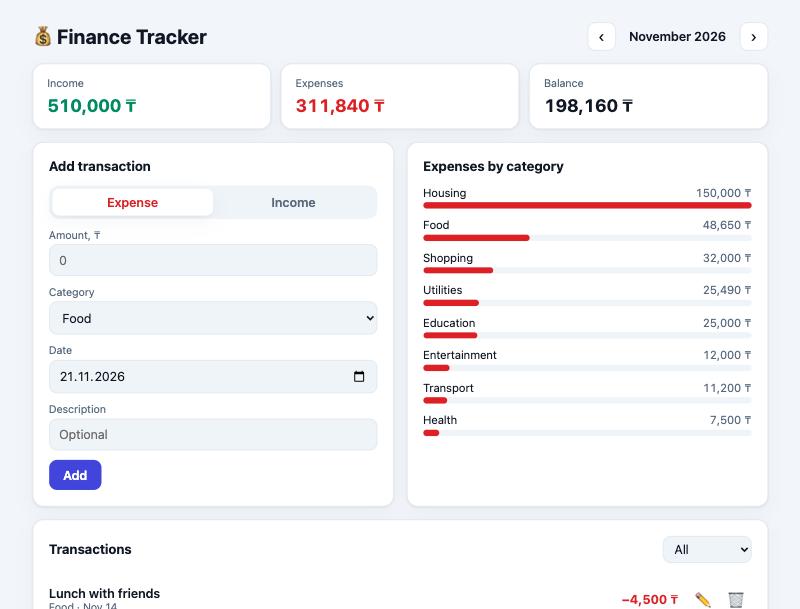 💰 Finance Tracker
‹ November 2026 ›
Income
510,000 ₸
Expenses
311,840 ₸
Balance
198,160 ₸
Add transaction
Expense Income
Amount, ₸
0
Category
Food
Date
21.11.2026
Description
Optional
Add
Expenses by category
Housing 150,000 ₸
Food 48,650 ₸
Shopping 32,000 ₸
Utilities 25,490 ₸
Education 25,000 ₸
Entertainment 12,000 ₸
Transport 11,200 ₸
Health 7,500 ₸
Transactions All
Lunch with friends −4,500 ₸
Food · Nov 14